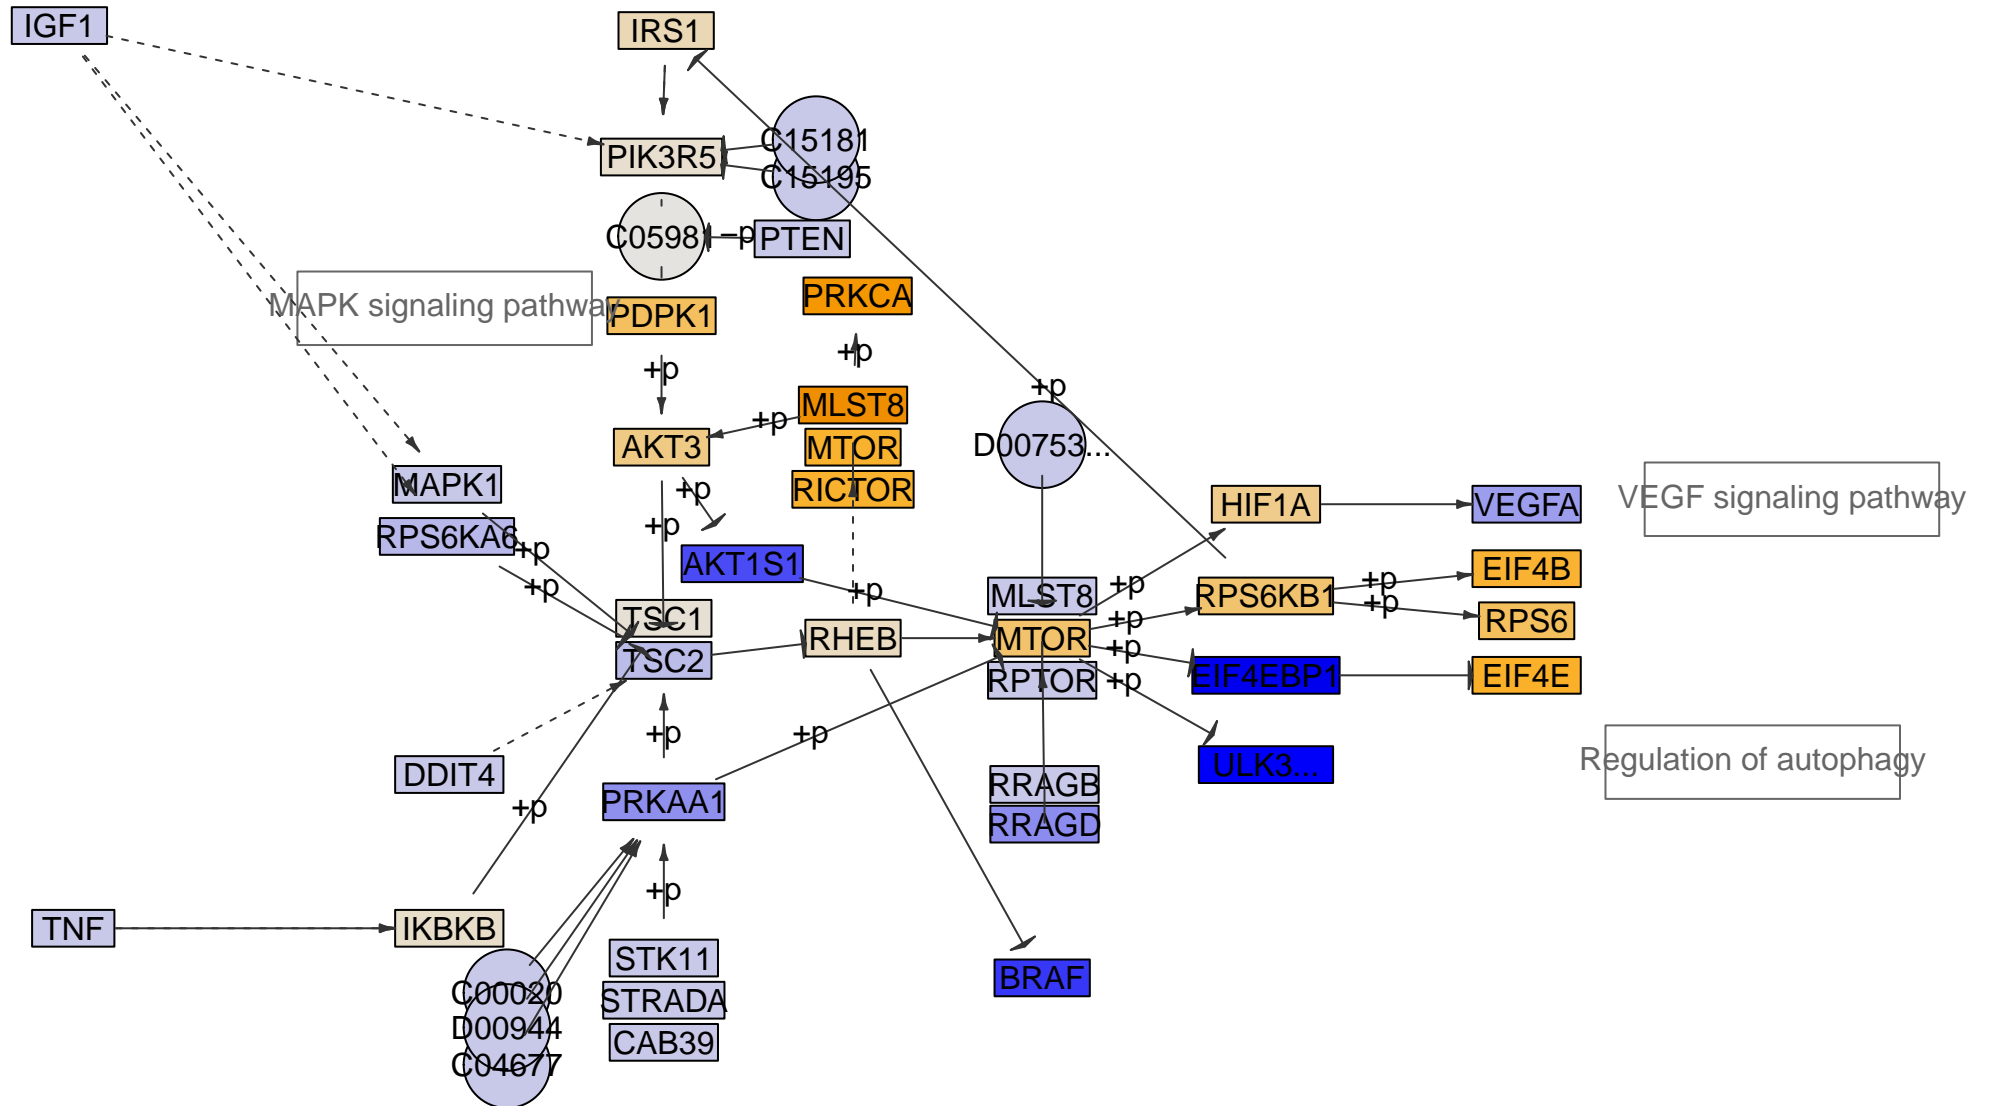 IGF1
IRS1
C15181
PIK3R5
C15195
C0598
-p
PTEN
MAPK signaling pathway
PRKCA
PDPK1
+p
+p
MLST8
+p
AKT3
MTOR
D00753...
+p
RICTOR
MAPK1
+p
HIF1A
VEGFA
VEGF signaling pathway
RPS6KA6
+p
+p
AKT1S1
EIF4B
+p
+p
+p
+p
MLST8
RPS6KB1
+p
TSC1
+p
RPS6
RHEB
MTOR
+p
TSC2
RPTOR
+p
EIF4EBP1
EIF4E
+p
+p
DDIT4
RRAGB
ULK3...
Regulation of autophagy
+p
PRKAA1
RRAGD
+p
TNF
IKBKB
STK11
BRAF
C00020
STRADA
D00944
CAB39
C04677